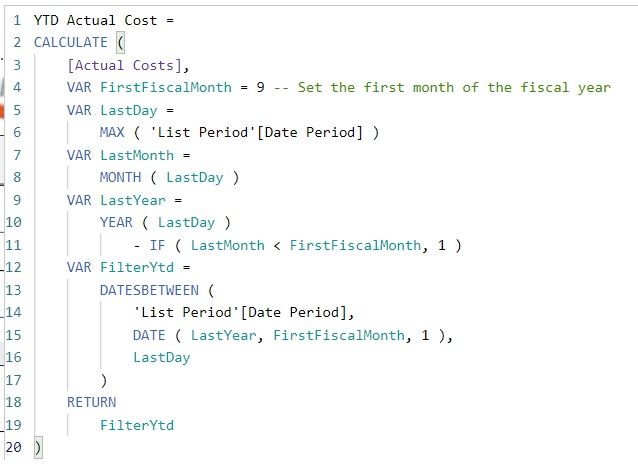 1 YTD Actual Cost =
2 CALCULATE (
3     [Actual Costs],
4     VAR FirstFiscalMonth = 9 -- Set the first month of the fiscal year
5     VAR LastDay =
6         MAX ( 'List Period'[Date Period] )
7     VAR LastMonth =
8         MONTH ( LastDay )
9     VAR LastYear =
10         YEAR ( LastDay )
11             - IF ( LastMonth < FirstFiscalMonth, 1 )
12     VAR FilterYtd =
13         DATESBETWEEN (
14             'List Period'[Date Period],
15             DATE ( LastYear, FirstFiscalMonth, 1 ),
16             LastDay
17         )
18     RETURN
19         FilterYtd
20 )